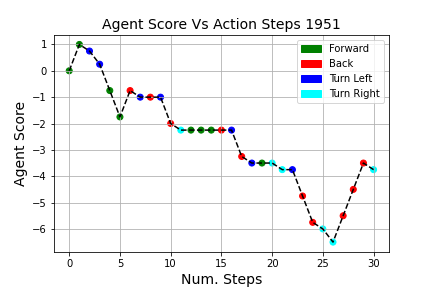 Agent Score Vs Action Steps 1951
Forward
Back
Turn Left
Turn Right
Agent Score
1
0
−1
−2
−3
−4
−5
−6
0 5 10 15 20 25 30
Num. Steps